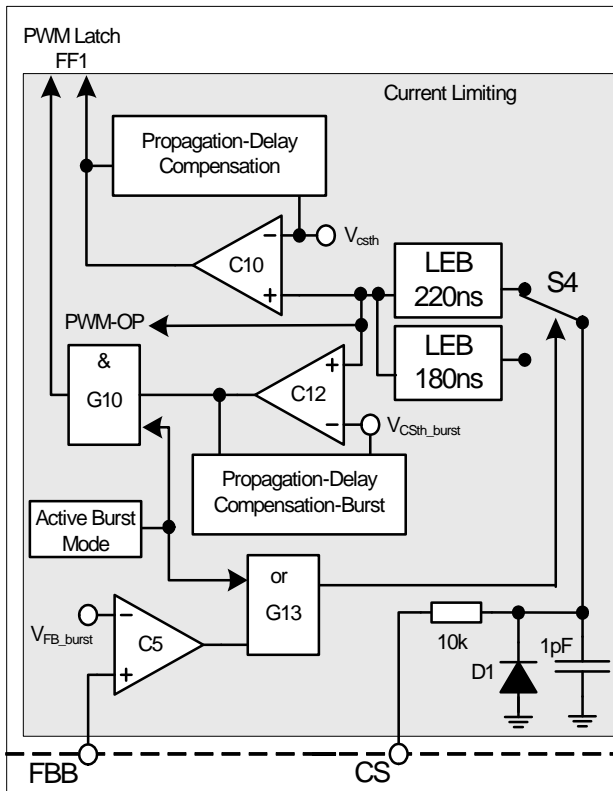 PWM Latch
FF1
Current Limiting
Propagation-Delay
Compensation
Vcsth
C10
LEB
220ns
S4
PWM-OP
LEB
180ns
&
G10
C12
VCSth_burst
Propagation-Delay
Compensation-Burst
Active Burst
Mode
or
G13
VFB_burst
C5
10k
D1
1pF
FBB
CS